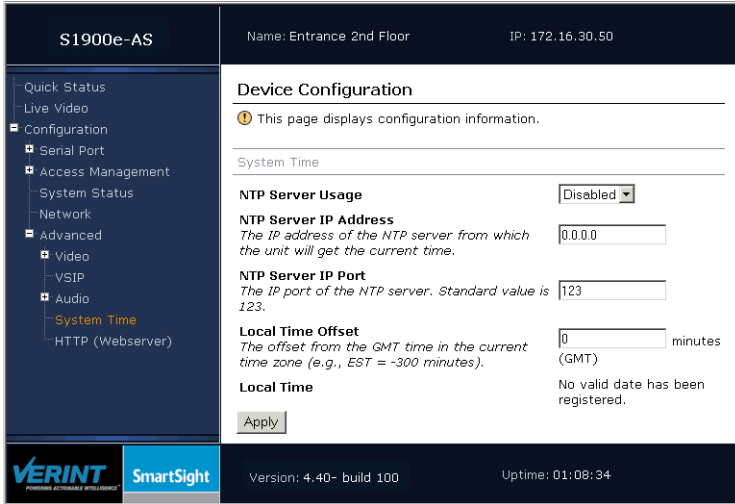 S1900e-AS
Name: Entrance 2nd Floor
IP: 172.16.30.50
Quick Status
Live Video
Configuration
Serial Port
Access Management
System Status
Network
Advanced
Video
VSIP
Audio
System Time
HTTP (Webserver)
Device Configuration
This page displays configuration information.
System Time
NTP Server Usage
Disabled
NTP Server IP Address
The IP address of the NTP server from which
the unit will get the current time.
0.0.0.0
NTP Server IP Port
The IP port of the NTP server. Standard value is
123.
123
Local Time Offset
The offset from the GMT time in the current
time zone (e.g., EST = -300 minutes).
0
minutes
(GMT)
Local Time
No valid date has been
registered.
Apply
VERINT
POWERING ACTIONABLE INTELLIGENCE
SmartSight
Version: 4.40- build 100
Uptime: 01:08:34